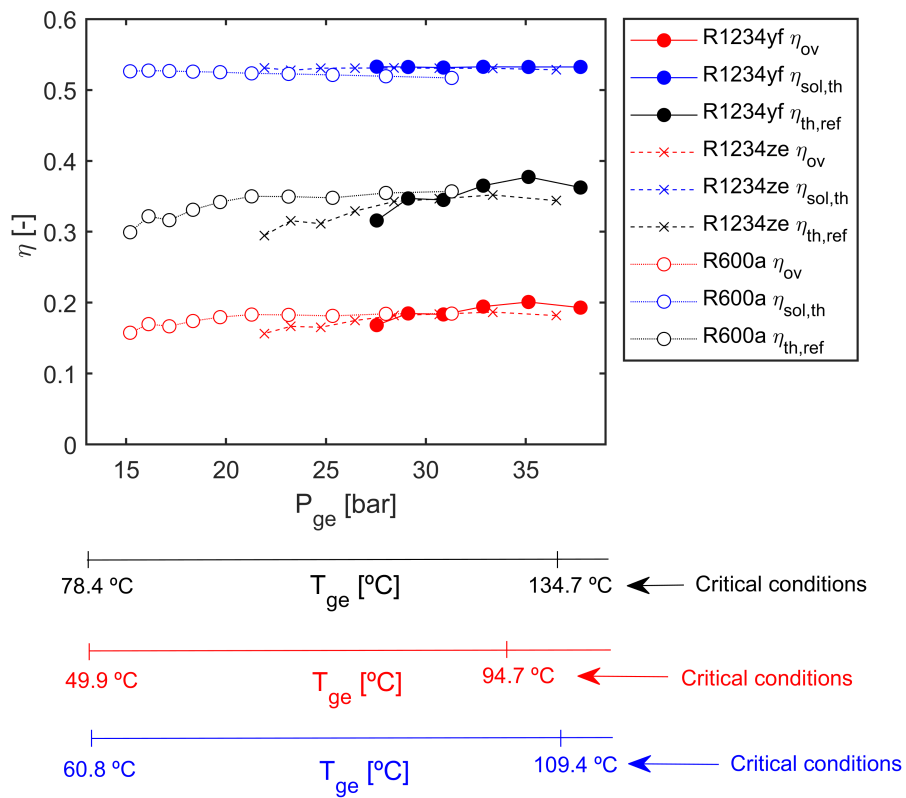 0.6
0.5
0.4
0.3
0.2
0.1
0
η [-]
15 20 25 30 35
P_ge [bar]
R1234yf η_ov
R1234yf η_sol,th
R1234yf η_th,ref
R1234ze η_ov
R1234ze η_sol,th
R1234ze η_th,ref
R600a η_ov
R600a η_sol,th
R600a η_th,ref
78.4 ºC T_ge [ºC] 134.7 ºC Critical conditions
49.9 ºC T_ge [ºC] 94.7 ºC Critical conditions
60.8 ºC T_ge [ºC] 109.4 ºC Critical conditions